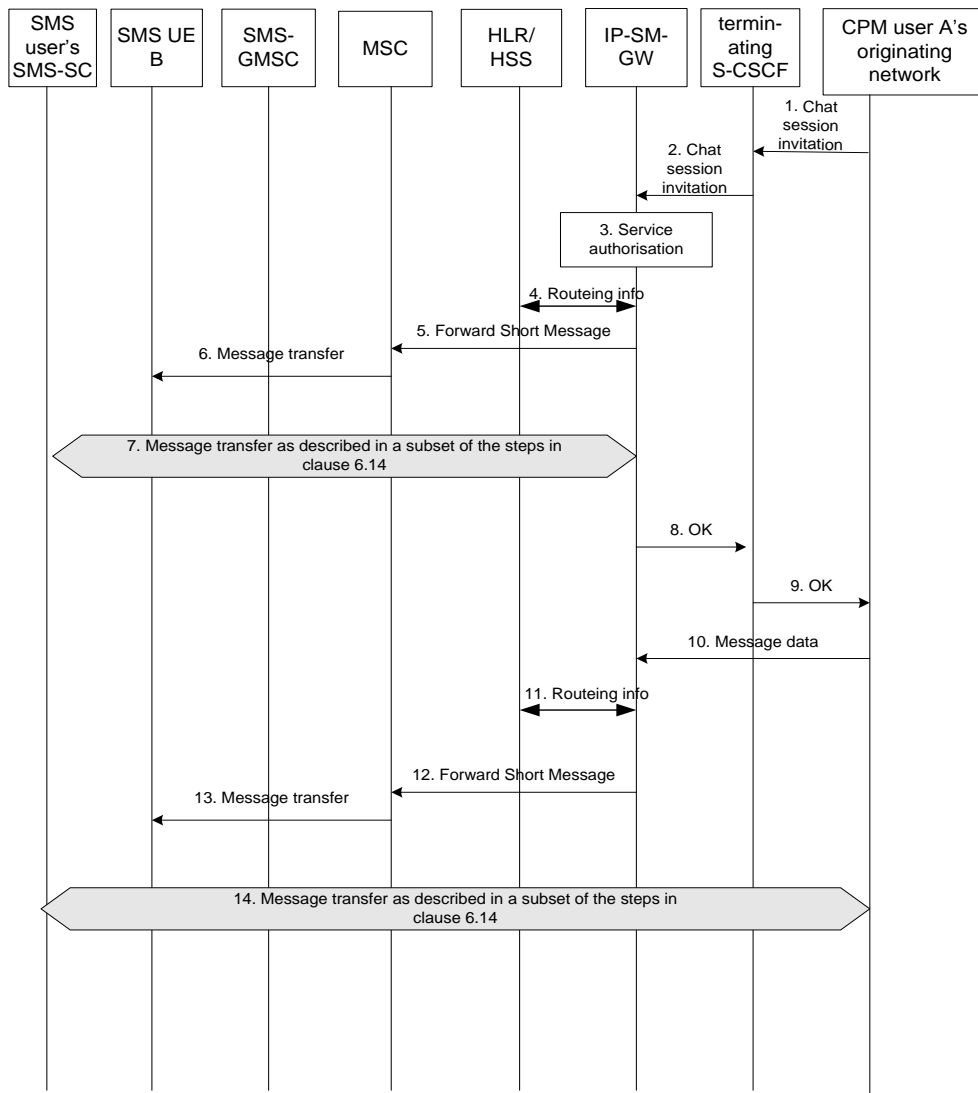 SMS
user's
SMS-SC
SMS UE
B
SMS-
GMSC
MSC
HLR/
HSS
IP-SM-
GW
termin-
ating
S-CSCF
CPM user A's
originating
network
1. Chat
session
invitation
2. Chat
session
invitation
3. Service
authorisation
4. Routeing info
5. Forward Short Message
6. Message transfer
7. Message transfer as described in a subset of the steps in
clause 6.14
8. OK
9. OK
10. Message data
11. Routeing info
12. Forward Short Message
13. Message transfer
14. Message transfer as described in a subset of the steps in
clause 6.14